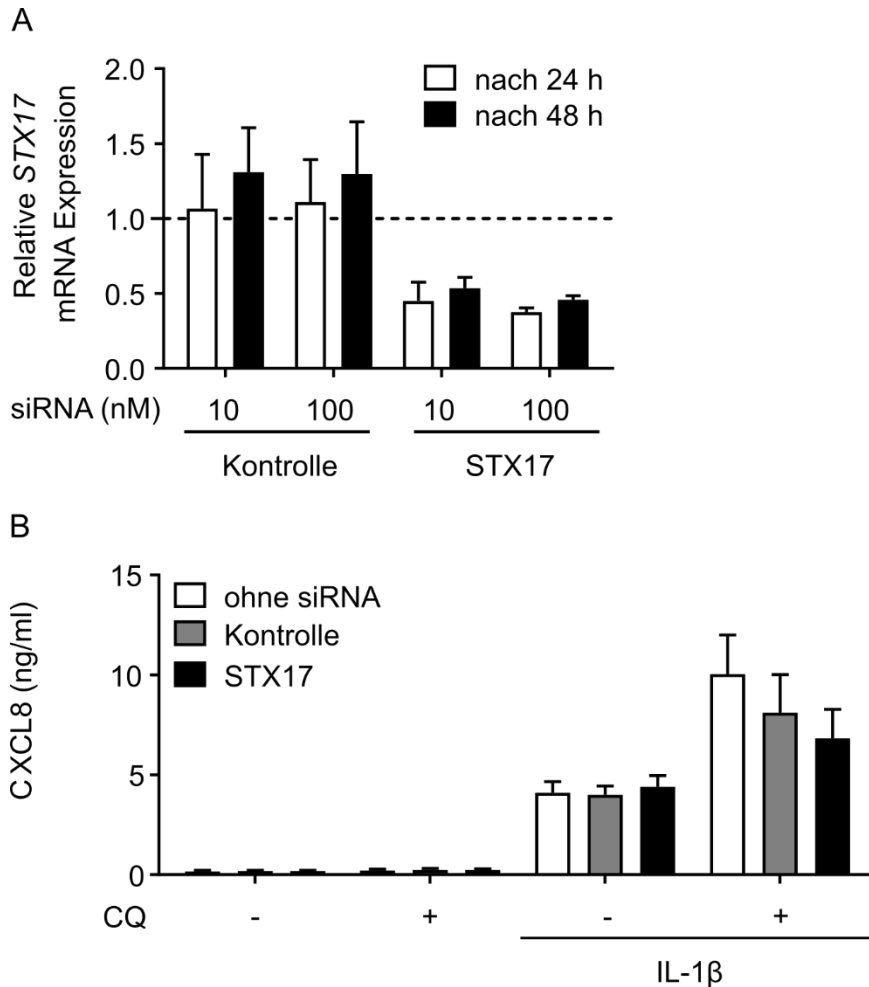 A
2.0
1.5
1.0
0.5
0.0
Relative STX17
mRNA Expression
nach 24 h
nach 48 h
siRNA (nM) 10 100 10 100
Kontrolle STX17
B
15
10
5
0
CXCL8 (ng/ml)
ohne siRNA
Kontrolle
STX17
CQ - + - +
IL-1β